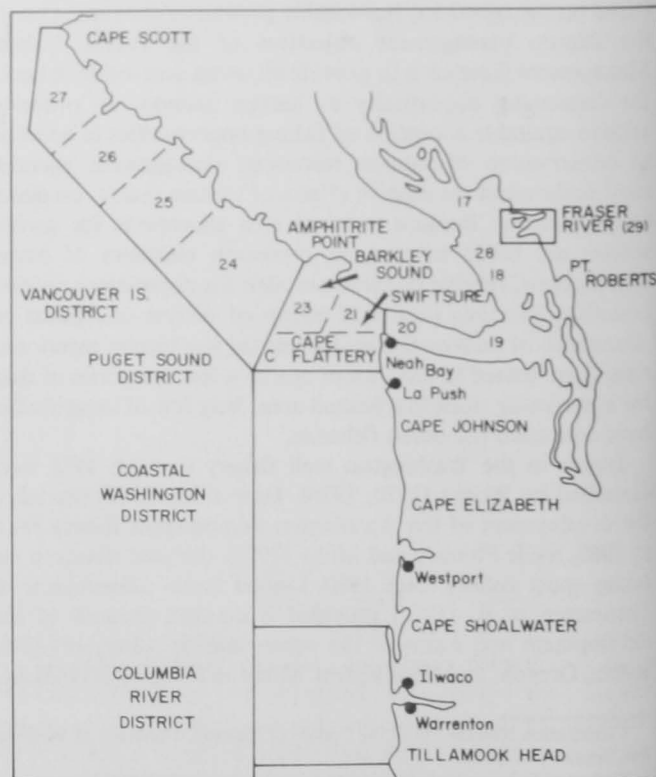 CAPE SCOTT
27
26
25
24
17
FRASER
RIVER (29)
28
18
PT.
ROBERTS
AMPHITRITE
POINT
BARKLEY
SOUND
SWIFTSURE
23
21
20
19
VANCOUVER IS.
DISTRICT
C
CAPE
FLATTERY
Neah
Bay
PUGET SOUND
DISTRICT
La Push
CAPE JOHNSON
COASTAL
WASHINGTON
DISTRICT
CAPE ELIZABETH
Westport
CAPE SHOALWATER
COLUMBIA
RIVER
DISTRICT
Ilwaco
Warrenton
TILLAMOOK HEAD